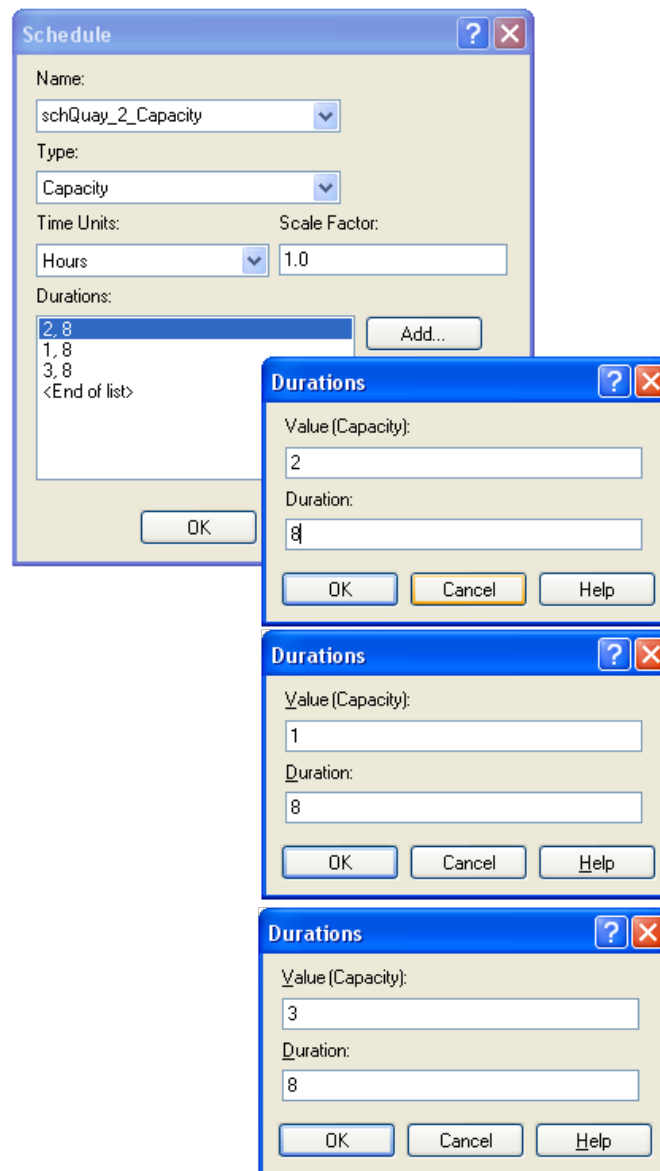 Schedule
Name:
schQuay_2_Capacity
Type:
Capacity
Time Units: Scale Factor:
Hours 1.0
Durations:
2, 8
Add...
1, 8
3, 8
<End of list>
OK
Durations
Value (Capacity):
2
Duration:
8
OK Cancel Help
Durations
Value (Capacity):
1
Duration:
8
OK Cancel Help
Durations
Value (Capacity):
3
Duration:
8
OK Cancel Help